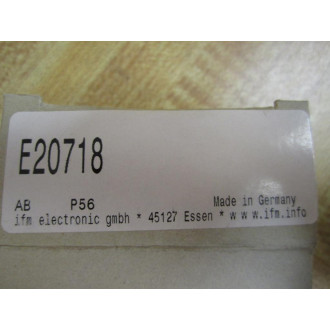 E20718
AB P56 Made in Germany
ifm electronic gmbh * 45127 Essen * w w w.ifm.info